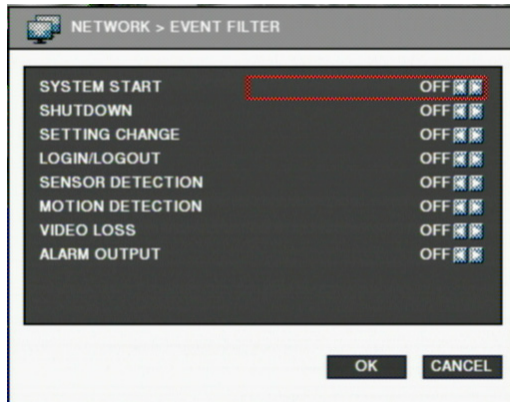 NETWORK > EVENT FILTER
SYSTEM START OFF
SHUTDOWN OFF
SETTING CHANGE OFF
LOGIN/LOGOUT OFF
SENSOR DETECTION OFF
MOTION DETECTION OFF
VIDEO LOSS OFF
ALARM OUTPUT OFF
OK CANCEL